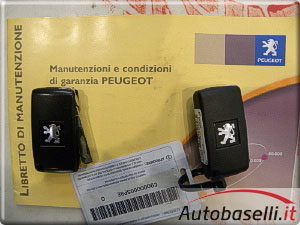 LIBRETTO DI MANUTENZIONE
Manutenzioni e condizioni
di garanzia PEUGEOT
PEUGEOT
Autobaselli.it